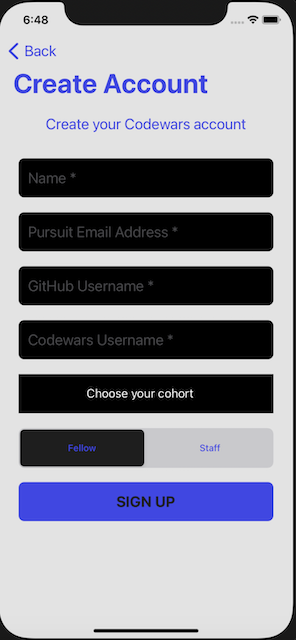 6:48
Back
Create Account
Create your Codewars account
Name *
Pursuit Email Address *
GitHub Username *
Codewars Username *
Choose your cohort
Fellow Staff
SIGN UP